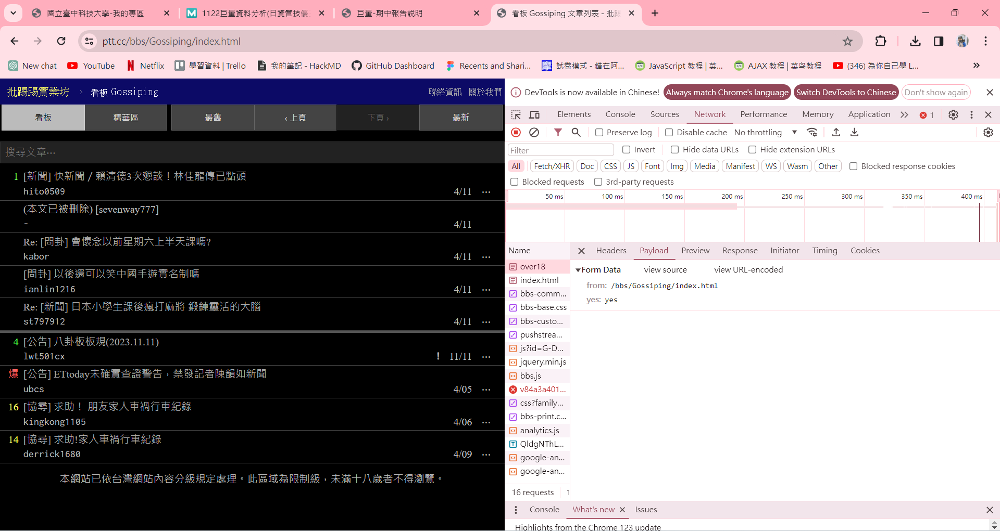 國立臺中科技大學-我的專區
1122巨量資料分析(日資管技優
巨量-期中報告說明
看板 Gossiping 文章列表 - 批踢
ptt.cc/bbs/Gossiping/index.html
New chat
YouTube
Netflix
學習資料 | Trello
我的筆記 - HackMD
GitHub Dashboard
Recents and Shari...
試卷模式 - 錯在阿...
JavaScript 教程 | 菜...
AJAX 教程 | 菜鸟教程
(346) 為你自己學 L...
批踢踢實業坊 › 看板 Gossiping
聯絡資訊 關於我們
看板 精華區 最舊 ‹ 上頁 下頁 › 最新
搜尋文章…
1 [新聞] 快新聞／賴清德3次懇談！林佳龍傳已點頭
hito0509 4/11 ⋯
(本文已被刪除) [sevenway777]
- 4/11
Re: [問卦] 會懷念以前星期六上半天課嗎?
kabor 4/11 ⋯
[問卦] 以後還可以笑中國手遊實名制嗎
ianlin1216 4/11 ⋯
Re: [新聞] 日本小學生課後瘋打麻將 鍛鍊靈活的大腦
st797912 4/11 ⋯
4 [公告] 八卦板板規(2023.11.11)
lwt501cx ! 11/11 ⋯
爆 [公告] ETtoday未確實查證警告，禁發記者陳韻如新聞
ubcs 4/05 ⋯
16 [協尋] 求助！ 朋友家人車禍行車紀錄
kingkong1105 4/06 ⋯
14 [協尋] 求助!家人車禍行車紀錄
derrick1680 4/09 ⋯
本網站已依台灣網站內容分級規定處理。此區域為限制級，未滿十八歲者不得瀏覽。
DevTools is now available in Chinese! Always match Chrome's language Switch DevTools to Chinese Don't show again
Elements Console Sources Network Performance Memory Application 1
Preserve log Disable cache No throttling
Filter Invert Hide data URLs Hide extension URLs
All Fetch/XHR Doc CSS JS Font Img Media Manifest WS Wasm Other Blocked response cookies
Blocked requests 3rd-party requests
50 ms 100 ms 150 ms 200 ms 250 ms 300 ms 350 ms 400 ms
Name
over18
index.html
bbs-comm...
bbs-base.css
bbs-custo...
pushstrea...
js?id=G-D...
jquery.min.js
bbs.js
v84a3a401...
css?family...
bbs-print.c...
analytics.js
QldgNThL...
google-an...
google-an...
16 requests 1
Headers Payload Preview Response Initiator Timing Cookies
Form Data view source view URL-encoded
from: /bbs/Gossiping/index.html
yes: yes
Console What's new Issues
Highlights from the Chrome 123 update